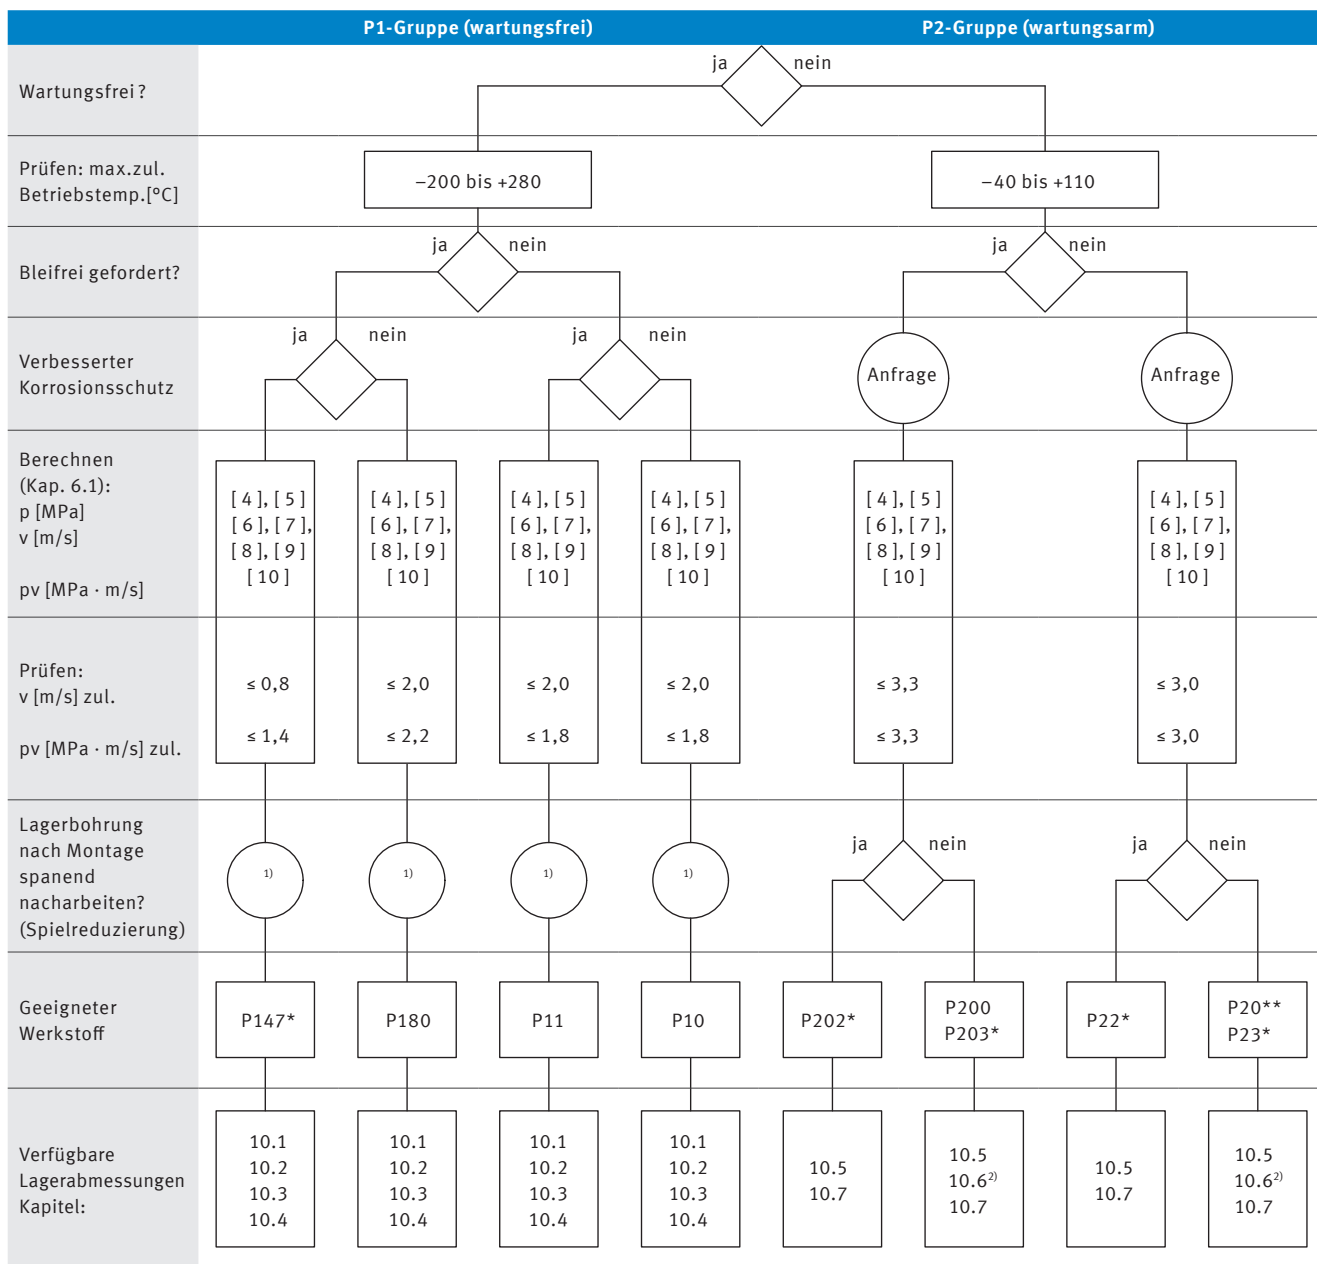 P1-Gruppe (wartungsfrei) P2-Gruppe (wartungsarm)
Wartungsfrei?
ja nein
Prüfen: max.zul.
Betriebstemp.[°C]
–200 bis +280 –40 bis +110
Bleifrei gefordert?
ja nein ja nein
Verbesserter
Korrosionsschutz
ja nein ja nein
Anfrage Anfrage
Berechnen
(Kap. 6.1):
p [MPa]
v [m/s]
pv [MPa · m/s]
[ 4 ], [ 5 ] [ 4 ], [ 5 ] [ 4 ], [ 5 ] [ 4 ], [ 5 ] [ 4 ], [ 5 ] [ 4 ], [ 5 ]
[ 6 ], [ 7 ], [ 6 ], [ 7 ], [ 6 ], [ 7 ], [ 6 ], [ 7 ], [ 6 ], [ 7 ], [ 6 ], [ 7 ],
[ 8 ], [ 9 ] [ 8 ], [ 9 ] [ 8 ], [ 9 ] [ 8 ], [ 9 ] [ 8 ], [ 9 ] [ 8 ], [ 9 ]
[ 10 ] [ 10 ] [ 10 ] [ 10 ] [ 10 ] [ 10 ]
Prüfen:
v [m/s] zul.
≤ 0,8 ≤ 2,0 ≤ 2,0 ≤ 2,0 ≤ 3,3 ≤ 3,0
pv [MPa · m/s] zul.
≤ 1,4 ≤ 2,2 ≤ 1,8 ≤ 1,8 ≤ 3,3 ≤ 3,0
Lagerbohrung
nach Montage
spanend
nacharbeiten?
(Spielreduzierung)
1) 1) 1) 1)
ja nein ja nein
Geeigneter
Werkstoff
P147* P180 P11 P10 P202* P200 P22* P20**
P203* P23*
Verfügbare
Lagerabmessungen
Kapitel:
10.1 10.1 10.1 10.1 10.5 10.5 10.5 10.5
10.2 10.2 10.2 10.2 10.7 10.6²⁾ 10.7 10.6²⁾
10.3 10.3 10.3 10.3 10.7 10.7
10.4 10.4 10.4 10.4